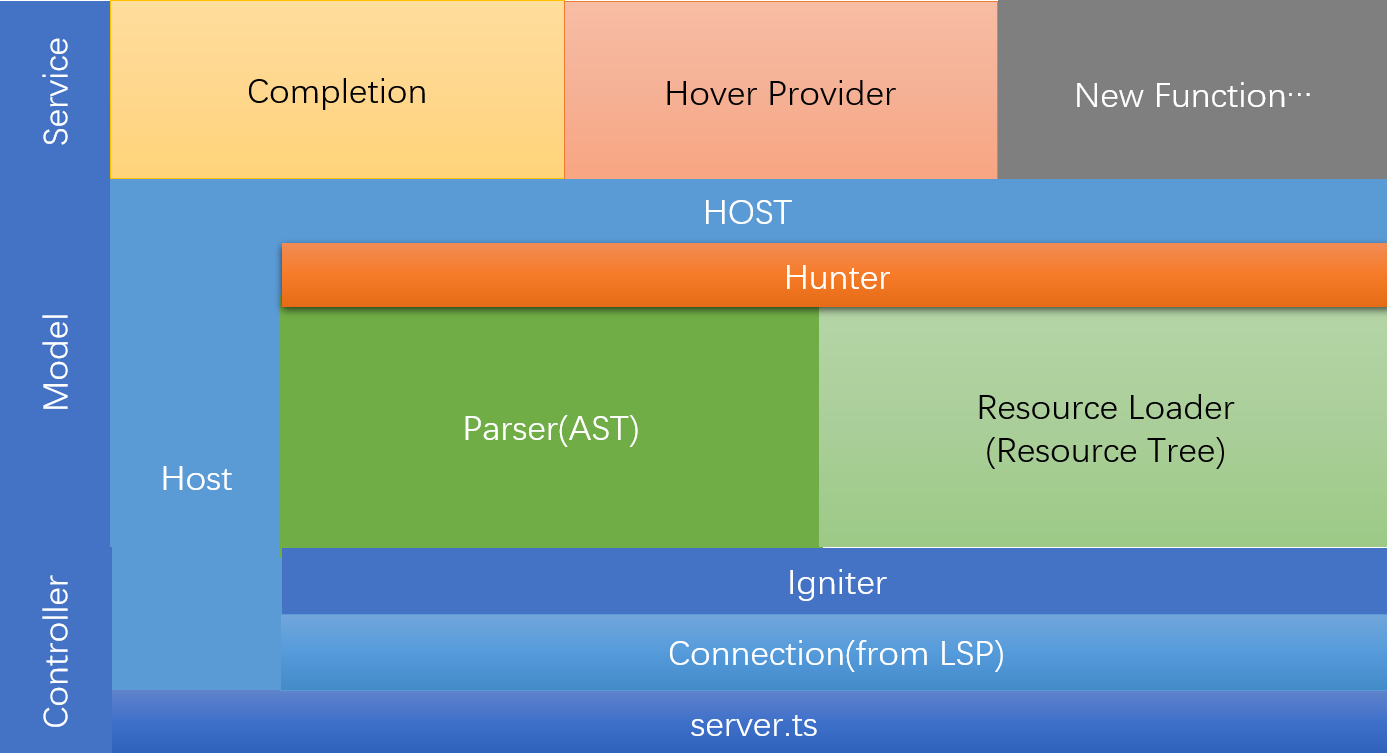 Service
Completion
Hover Provider
New Function···
Model
HOST
Hunter
Host
Parser(AST)
Resource Loader
(Resource Tree)
Controller
Igniter
Connection(from LSP)
server.ts